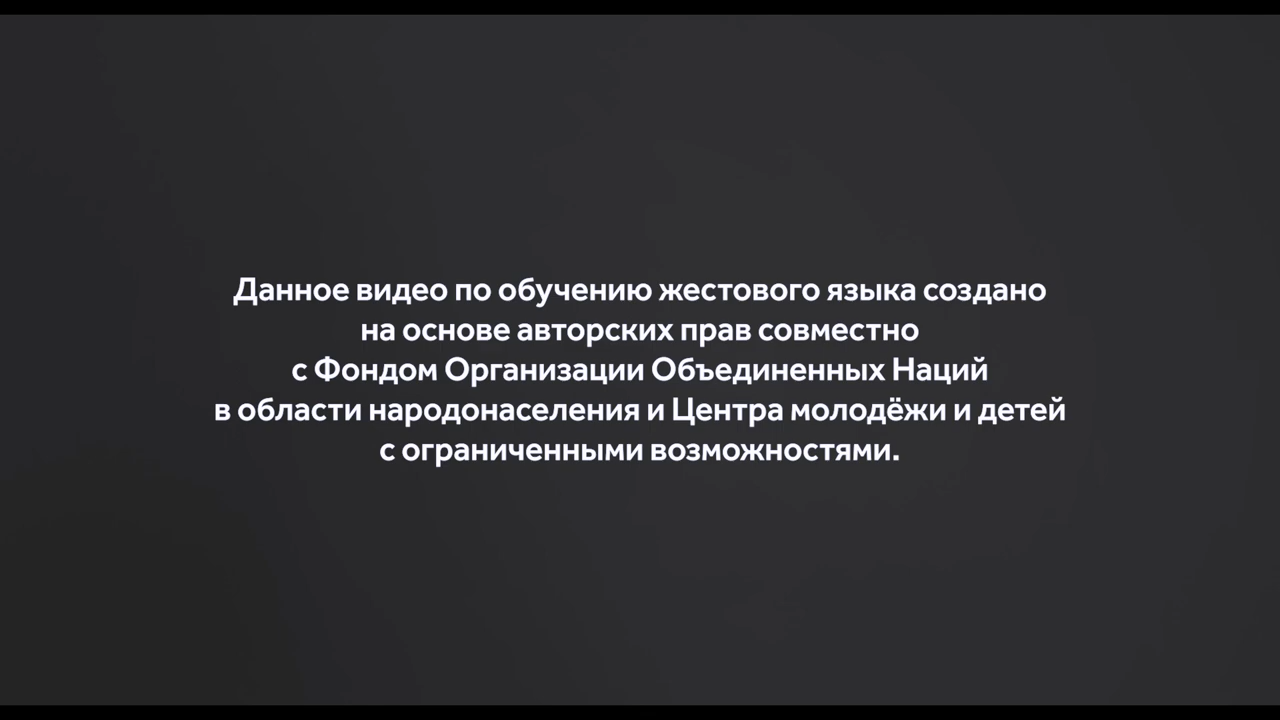 Данное видео по обучению жестового языка создано
на основе авторских прав совместно
с Фондом Организации Объединенных Наций
в области народонаселения и Центра молодёжи и детей
с ограниченными возможностями.